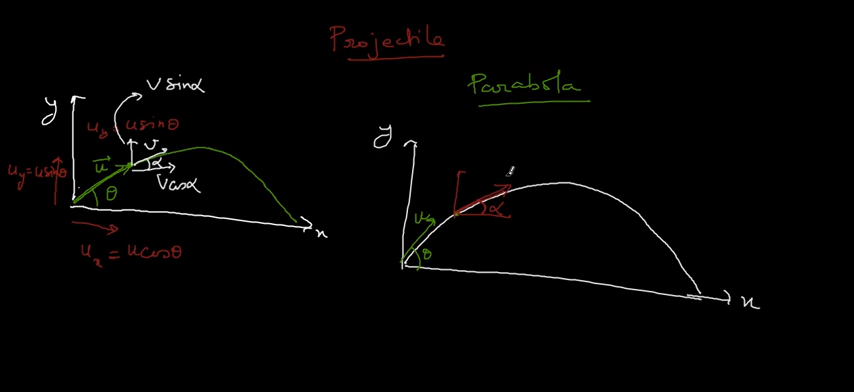 Projectile
Parabola
V sinα
y
u_y = u sinθ
u_y = u sinθ
u⃗
v
α
θ
V cosα
x
u_x = u cosθ
y
α
θ
x